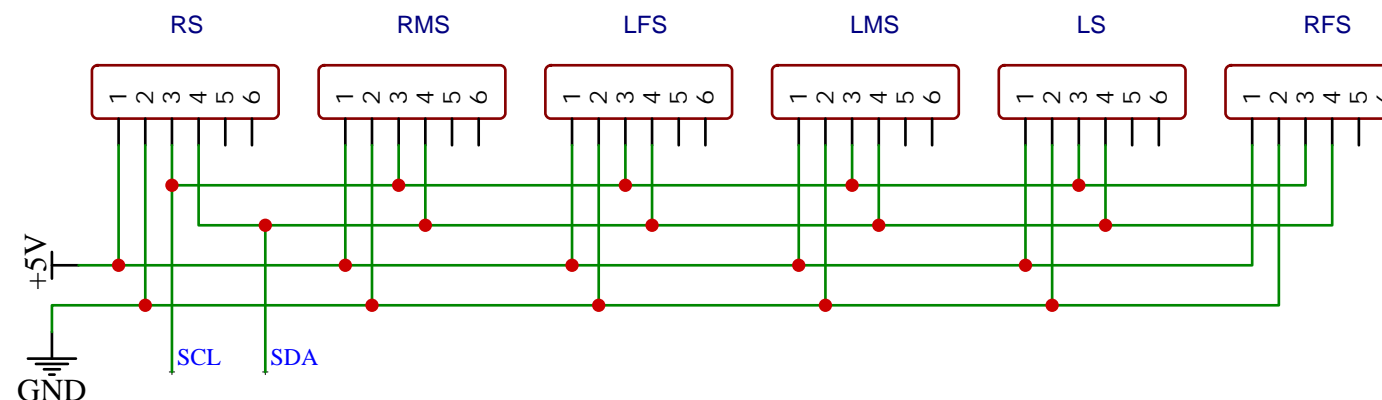 RS RMS LFS LMS LS RFS
1 2 3 4 5 6 1 2 3 4 5 6 1 2 3 4 5 6 1 2 3 4 5 6 1 2 3 4 5 6 1 2 3 4 5 6
+5V
SCL SDA
GND